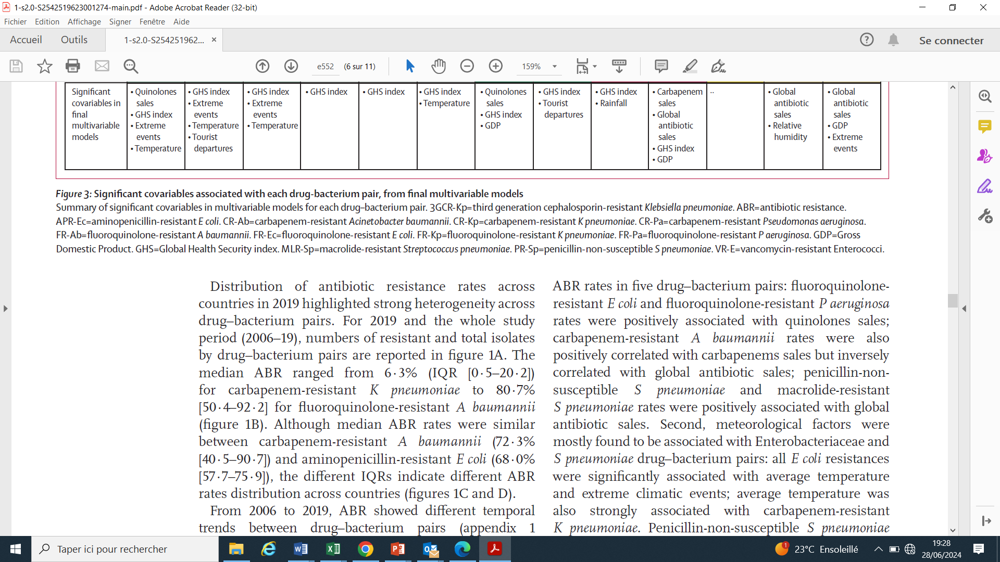 1-s2.0-S2542519623001274-main.pdf - Adobe Acrobat Reader (32-bit)
Fichier Edition Affichage Signer Fenêtre Aide
Accueil Outils 1-s2.0-S254251962... × Se connecter
e552 (6 sur 11) 159%
Significant covariables in final multivariable models
• Quinolones sales
• GHS index
• Extreme events
• Temperature
• GHS index
• Extreme events
• Temperature
• Tourist departures
• GHS index
• Extreme events
• Temperature
• GHS index
• GHS index
• GHS index
• Temperature
• Quinolones sales
• GHS index
• GDP
• GHS index
• Tourist departures
• GHS index
• Rainfall
• Carbapenem sales
• Global antibiotic sales
• GHS index
• GDP
··
• Global antibiotic sales
• Relative humidity
• Global antibiotic sales
• GDP
• Extreme events
Figure 3: Significant covariables associated with each drug-bacterium pair, from final multivariable models
Summary of significant covariables in multivariable models for each drug–bacterium pair. 3GCR-Kp=third generation cephalosporin-resistant Klebsiella pneumoniae. ABR=antibiotic resistance.
APR-Ec=aminopenicillin-resistant E coli. CR-Ab=carbapenem-resistant Acinetobacter baumannii. CR-Kp=carbapenem-resistant K pneumoniae. CR-Pa=carbapenem-resistant Pseudomonas aeruginosa.
FR-Ab=fluoroquinolone-resistant A baumannii. FR-Ec=fluoroquinolone-resistant E coli. FR-Kp=fluoroquinolone-resistant K pneumoniae. FR-Pa=fluoroquinolone-resistant P aeruginosa. GDP=Gross
Domestic Product. GHS=Global Health Security index. MLR-Sp=macrolide-resistant Streptococcus pneumoniae. PR-Sp=penicillin-non-susceptible S pneumoniae. VR-E=vancomycin-resistant Enterococci.
Distribution of antibiotic resistance rates across
countries in 2019 highlighted strong heterogeneity across
drug–bacterium pairs. For 2019 and the whole study
period (2006–19), numbers of resistant and total isolates
by drug–bacterium pairs are reported in figure 1A. The
median ABR ranged from 6·3% (IQR [0·5–20·2])
for carbapenem-resistant K pneumoniae to 80·7%
[50·4–92·2] for fluoroquinolone-resistant A baumannii
(figure 1B). Although median ABR rates were similar
between carbapenem-resistant A baumannii (72·3%
[40·5–90·7]) and aminopenicillin-resistant E coli (68·0%
[57·7–75·9]), the different IQRs indicate different ABR
rates distribution across countries (figures 1C and D).
From 2006 to 2019, ABR showed different temporal
trends between drug–bacterium pairs (appendix 1
ABR rates in five drug–bacterium pairs: fluoroquinolone-
resistant E coli and fluoroquinolone-resistant P aeruginosa
rates were positively associated with quinolones sales;
carbapenem-resistant A baumannii rates were also
positively correlated with carbapenems sales but inversely
correlated with global antibiotic sales; penicillin-non-
susceptible S pneumoniae and macrolide-resistant
S pneumoniae rates were positively associated with global
antibiotic sales. Second, meteorological factors were
mostly found to be associated with Enterobacteriaceae and
S pneumoniae drug–bacterium pairs: all E coli resistances
were significantly associated with average temperature
and extreme climatic events; average temperature was
also strongly associated with carbapenem-resistant
K pneumoniae. Penicillin-non-susceptible S pneumoniae
Taper ici pour rechercher
1 23°C Ensoleillé
19:28
28/06/2024